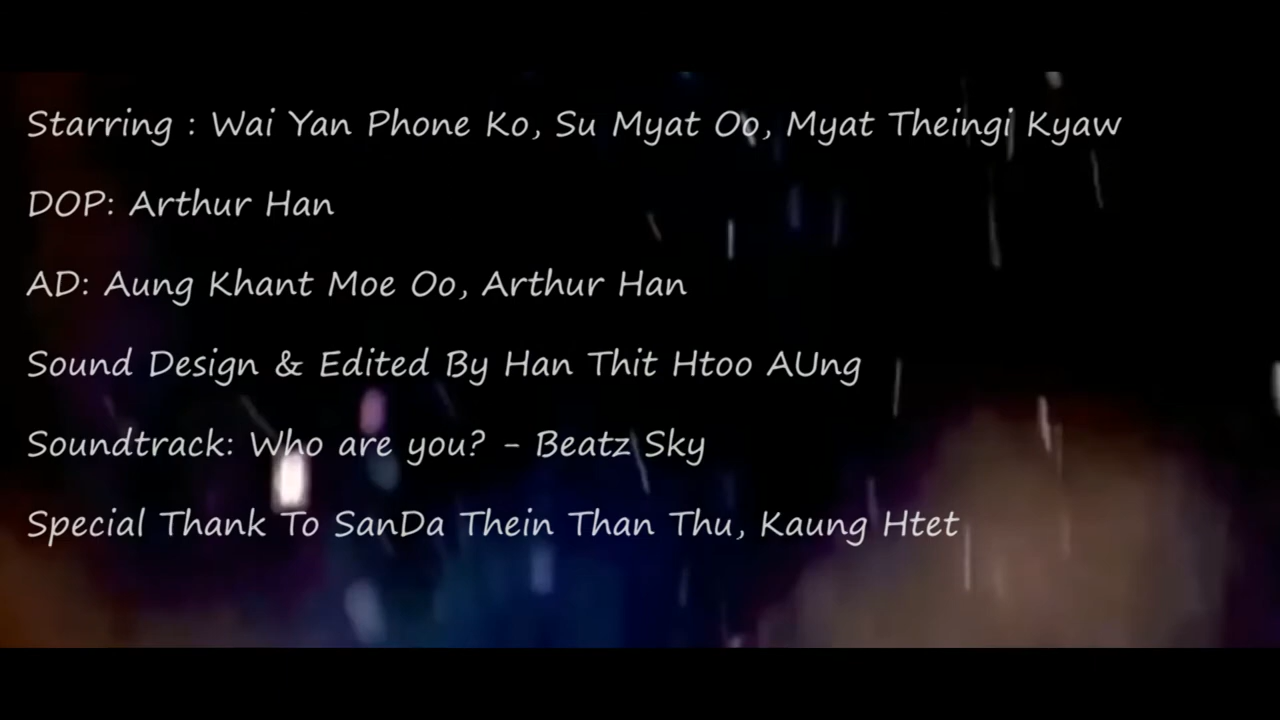 Starring : Wai Yan Phone Ko, Su Myat Oo, Myat Theingi Kyaw
DOP: Arthur Han
AD: Aung Khant Moe Oo, Arthur Han
Sound Design & Edited By Han Thit Htoo AUng
Soundtrack: Who are you? - Beatz Sky
Special Thank To SanDa Thein Than Thu, Kaung Htet